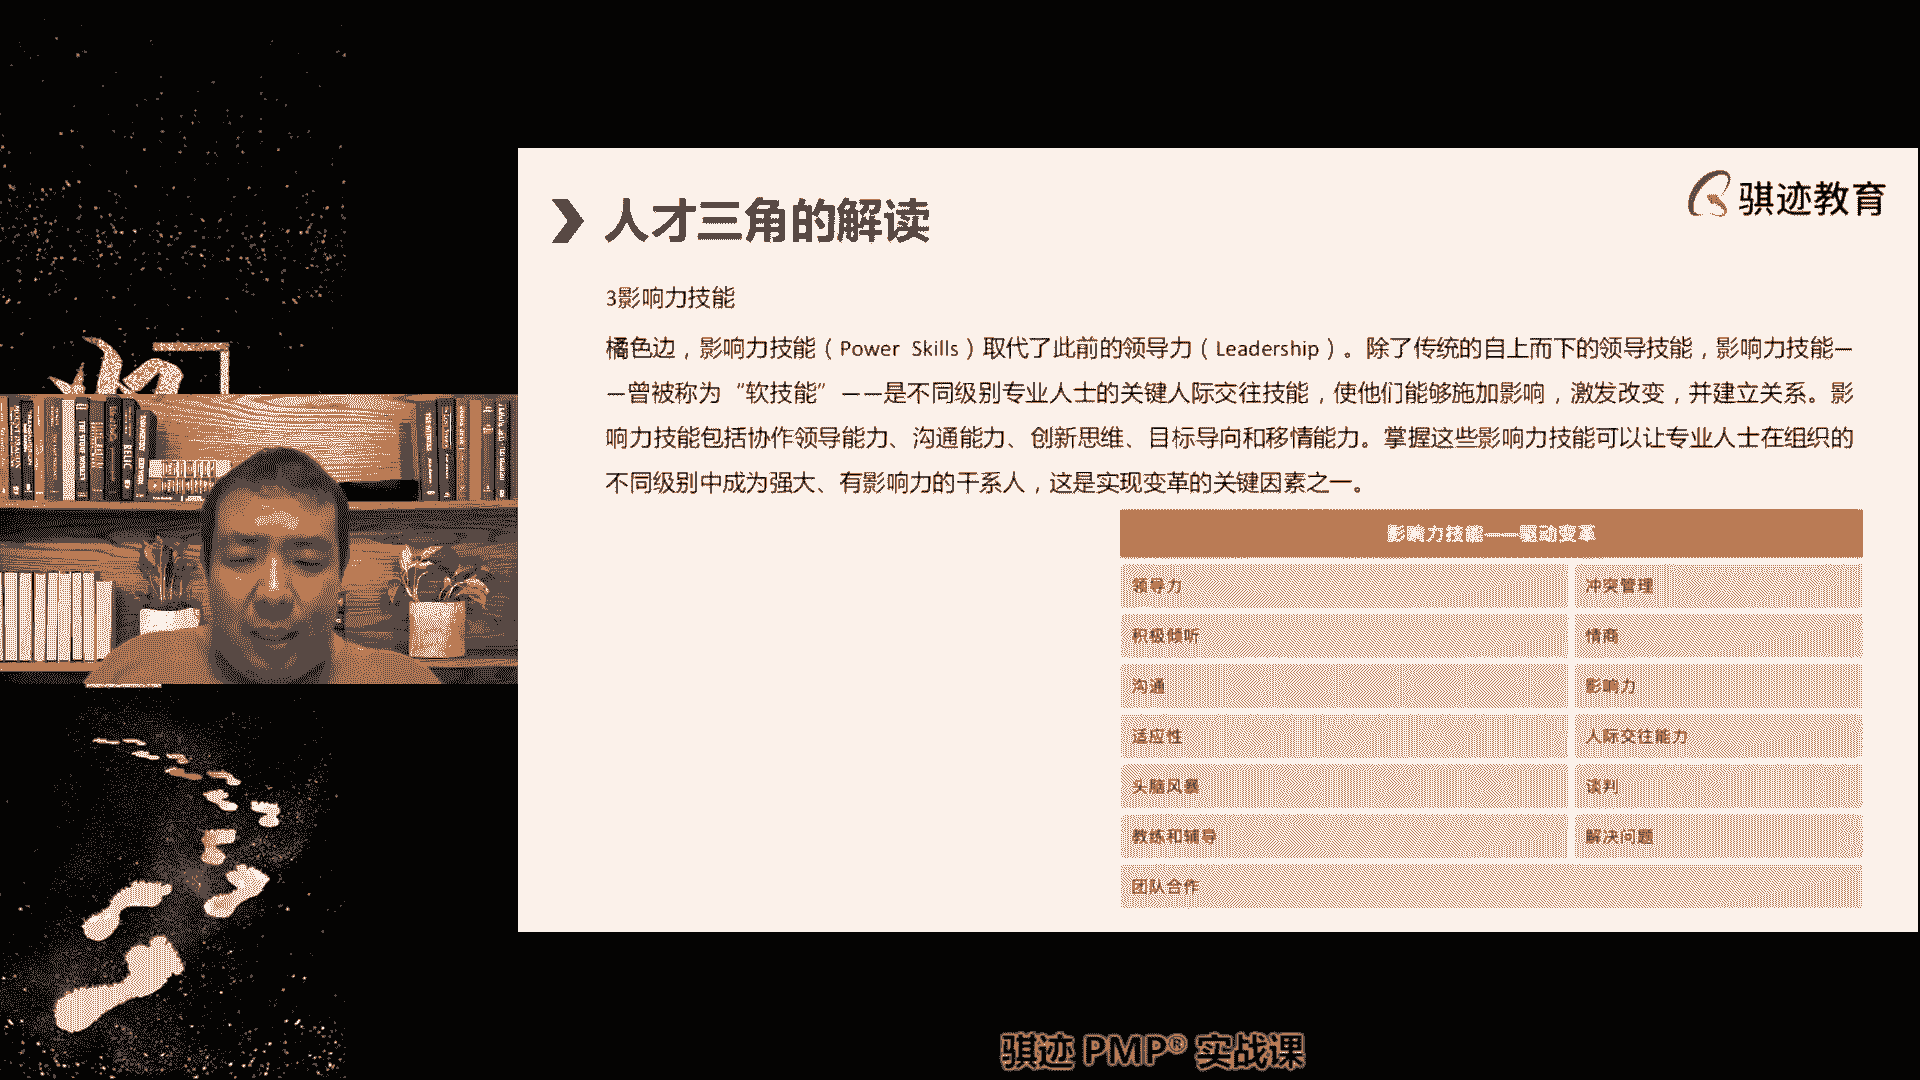 骐迹教育
人才三角的解读
3影响力技能
橘色边，影响力技能（Power Skills）取代了此前的领导力（Leadership）。除了传统的自上而下的领导技能，影响力技能—
—曾被称为“软技能”——是不同级别专业人士的关键人际交往技能，使他们能够施加影响，激发改变，并建立关系。影
响力技能包括协作领导能力、沟通能力、创新思维、目标导向和移情能力。掌握这些影响力技能可以让专业人士在组织的
不同级别中成为强大、有影响力的干系人，这是实现变革的关键因素之一。
影响力技能——驱动变革
领导力 冲突管理
积极倾听 情商
沟通 影响力
适应性 人际交往能力
头脑风暴 谈判
教练和辅导 解决问题
团队合作
骐迹 PMP® 实战课